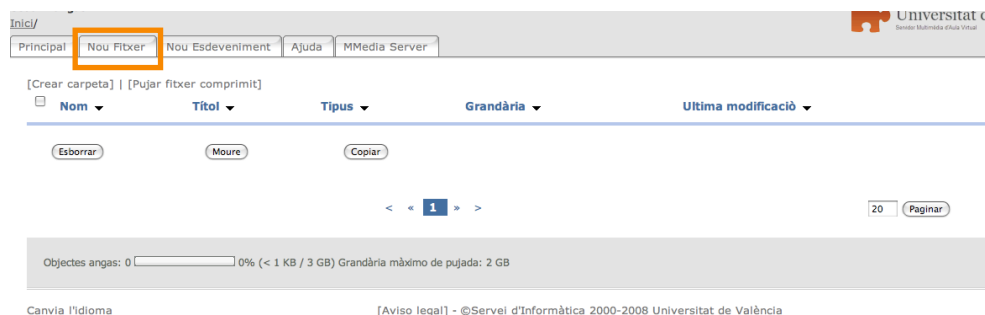 Inici/
Universitat d
Servidor Multimèdia d'Aula Virtual
Principal Nou Fitxer Nou Esdeveniment Ajuda MMedia Server
[Crear carpeta] | [Pujar fitxer comprimit]
Nom Títol Tipus Grandària Ultima modificaciò
Esborrar Moure Copiar
< « 1 » > 20 Paginar
Objectes angas: 0 0% (< 1 KB / 3 GB) Grandària màximo de pujada: 2 GB
Canvia l'idioma [Aviso legal] - ©Servei d'Informàtica 2000-2008 Universitat de València